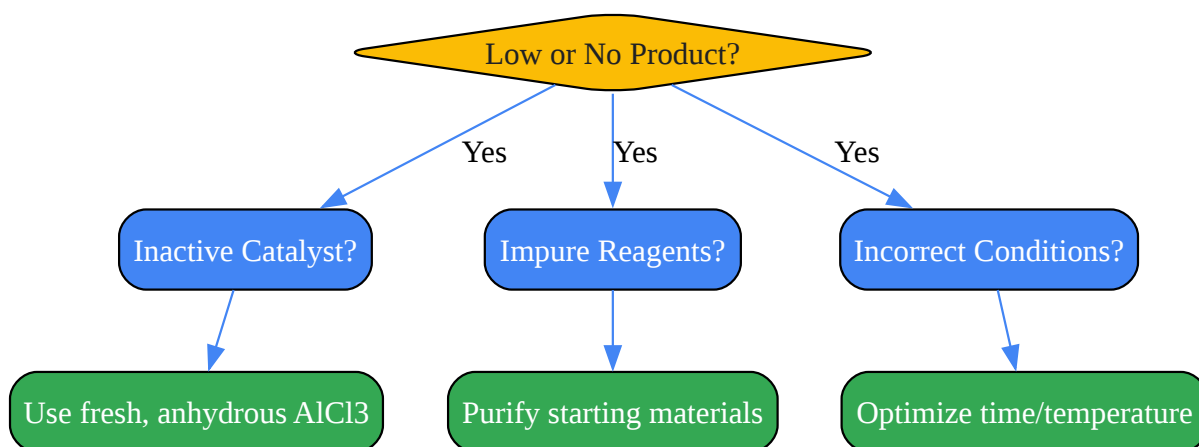 Low or No Product?
Yes
Yes
Yes
Inactive Catalyst?
Impure Reagents?
Incorrect Conditions?
Use fresh, anhydrous AlCl3
Purify starting materials
Optimize time/temperature